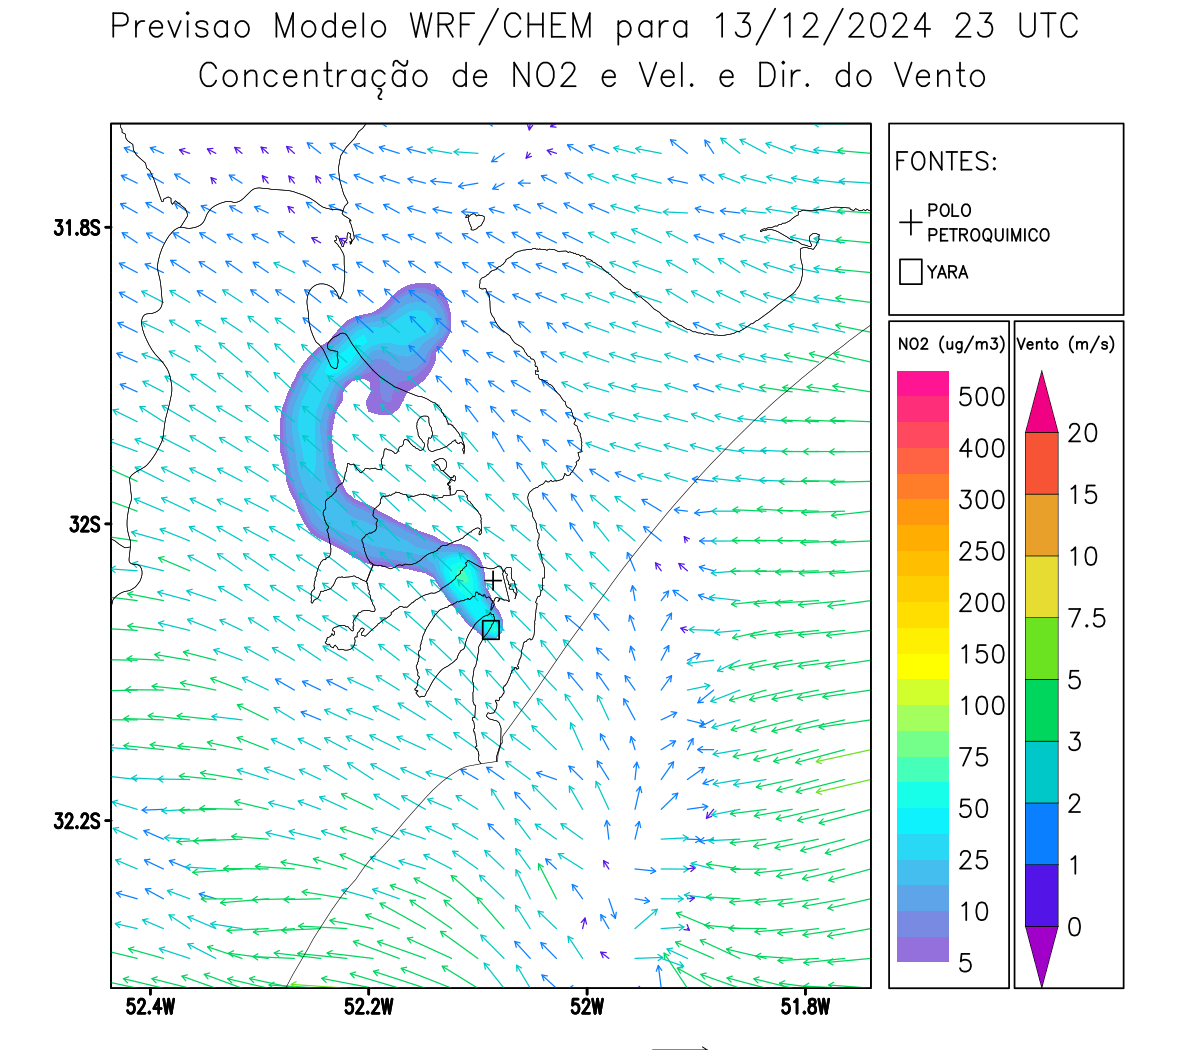 Previsao Modelo WRF/CHEM para 13/12/2024 23 UTC
Concentração de NO2 e Vel. e Dir. do Vento
FONTES:
POLO
PETROQUIMICO
YARA
NO2 (ug/m3)
500
400
300
250
200
150
100
75
50
25
10
5
Vento (m/s)
20
15
10
7.5
5
3
2
1
0
31.8S
32S
32.2S
52.4W
52.2W
52W
51.8W